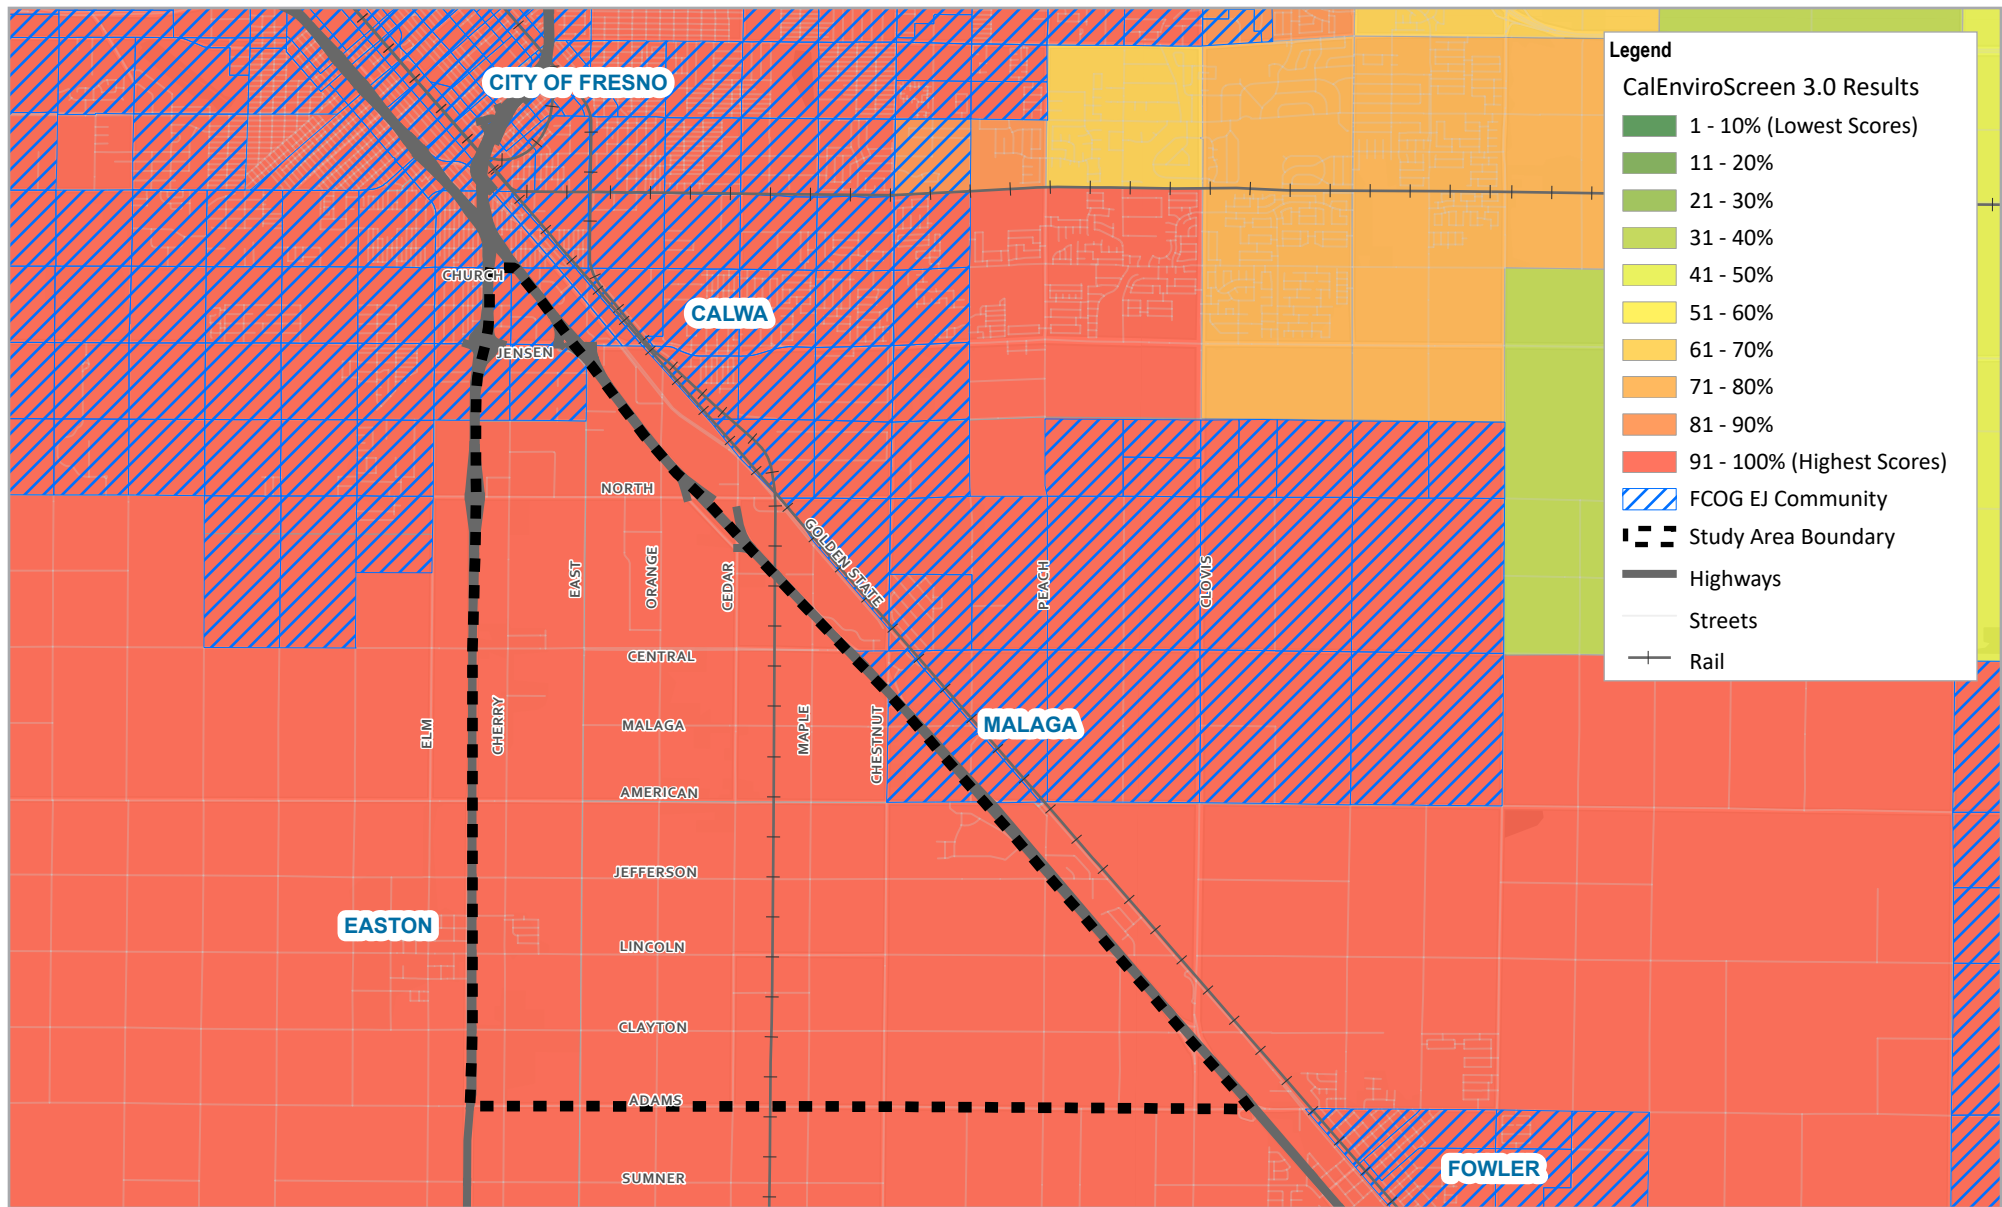 CITY OF FRESNO
CHURCH
CALWA
JENSEN
NORTH
GOLDEN STATE
EAST
ORANGE
CEDAR
PEACH
CLOVIS
CENTRAL
ELM
CHERRY
MALAGA
MAPLE
CHESTNUT
MALAGA
AMERICAN
JEFFERSON
EASTON
LINCOLN
CLAYTON
ADAMS
SUMNER
FOWLER
Legend
CalEnviroScreen 3.0 Results
1 - 10% (Lowest Scores)
11 - 20%
21 - 30%
31 - 40%
41 - 50%
51 - 60%
61 - 70%
71 - 80%
81 - 90%
91 - 100% (Highest Scores)
FCOG EJ Community
Study Area Boundary
Highways
Streets
Rail